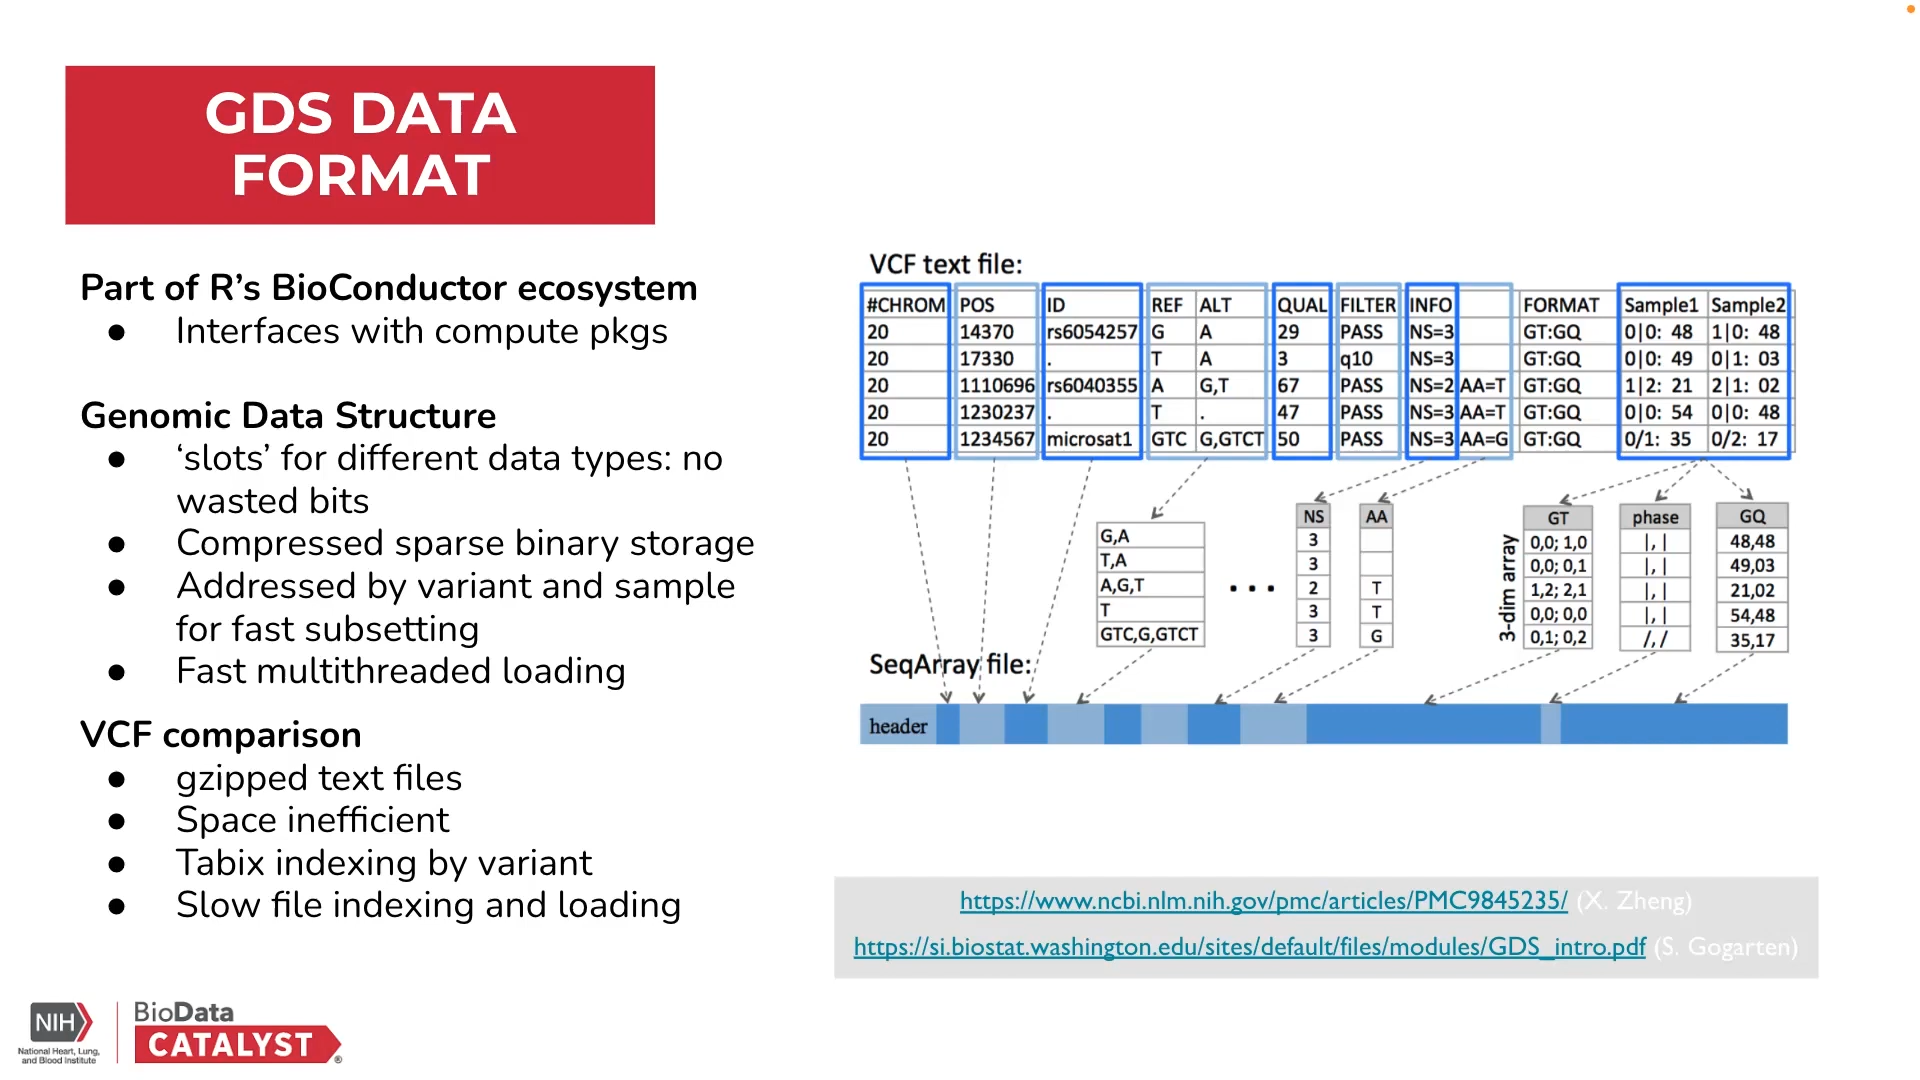 GDS DATA
FORMAT
Part of R’s BioConductor ecosystem
● Interfaces with compute pkgs
Genomic Data Structure
● ‘slots’ for different data types: no
wasted bits
● Compressed sparse binary storage
● Addressed by variant and sample
for fast subsetting
● Fast multithreaded loading
VCF comparison
● gzipped text files
● Space inefficient
● Tabix indexing by variant
● Slow file indexing and loading
VCF text file:
#CHROM POS ID REF ALT QUAL FILTER INFO FORMAT Sample1 Sample2
20 14370 rs6054257 G A 29 PASS NS=3 GT:GQ 0|0: 48 1|0: 48
20 17330 . T A 3 q10 NS=3 GT:GQ 0|0: 49 0|1: 03
20 1110696 rs6040355 A G,T 67 PASS NS=2 AA=T GT:GQ 1|2: 21 2|1: 02
20 1230237 . T . 47 PASS NS=3 AA=T GT:GQ 0|0: 54 0|0: 48
20 1234567 microsat1 GTC G,GTCT 50 PASS NS=3 AA=G GT:GQ 0/1: 35 0/2: 17
G,A
T,A
A,G,T
T
GTC,G,GTCT
...
NS
3
3
2
3
3
AA
T
T
G
3-dim array
GT
0,0; 1,0
0,0; 0,1
1,2; 2,1
0,0; 0,0
0,1; 0,2
phase
|, |
|, |
|, |
|, |
/, /
GQ
48,48
49,03
21,02
54,48
35,17
SeqArray file:
header
https://www.ncbi.nlm.nih.gov/pmc/articles/PMC9845235/ (X. Zheng)
https://si.biostat.washington.edu/sites/default/files/modules/GDS_intro.pdf (S. Gogarten)
NIH
National Heart, Lung,
and Blood Institute
BioData
CATALYST®